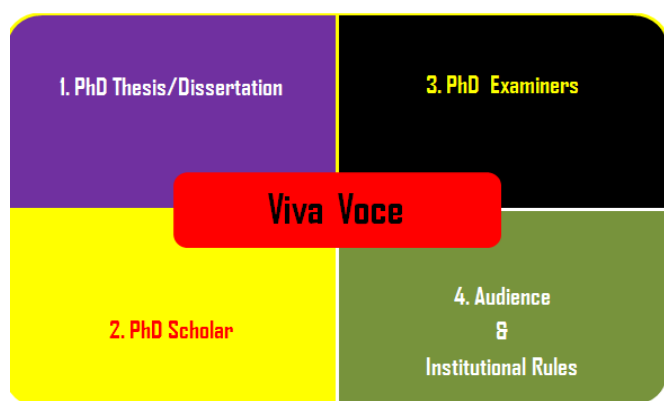 1. PhD Thesis/Dissertation
3. PhD Examiners
Viva Voce
2. PhD Scholar
4. Audience
&
Institutional Rules